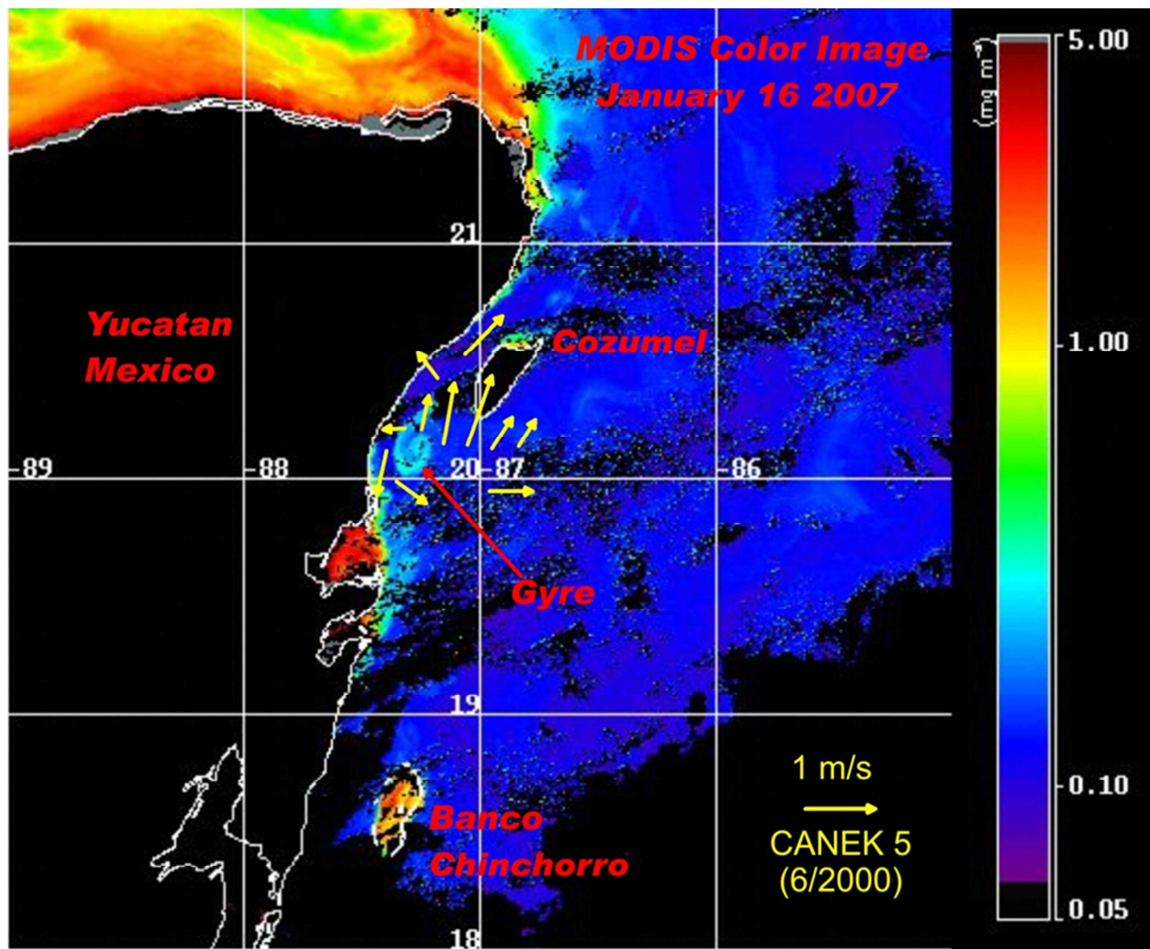 MODIS Color Image
January 16 2007
5.00
(mg m⁻³)
21
Yucatan
Mexico
Cozumel
1.00
-89
-88
20-87
-86
Gyre
19
1 m/s
0.10
Banco
Chinchorro
CANEK 5
(6/2000)
0.05
18